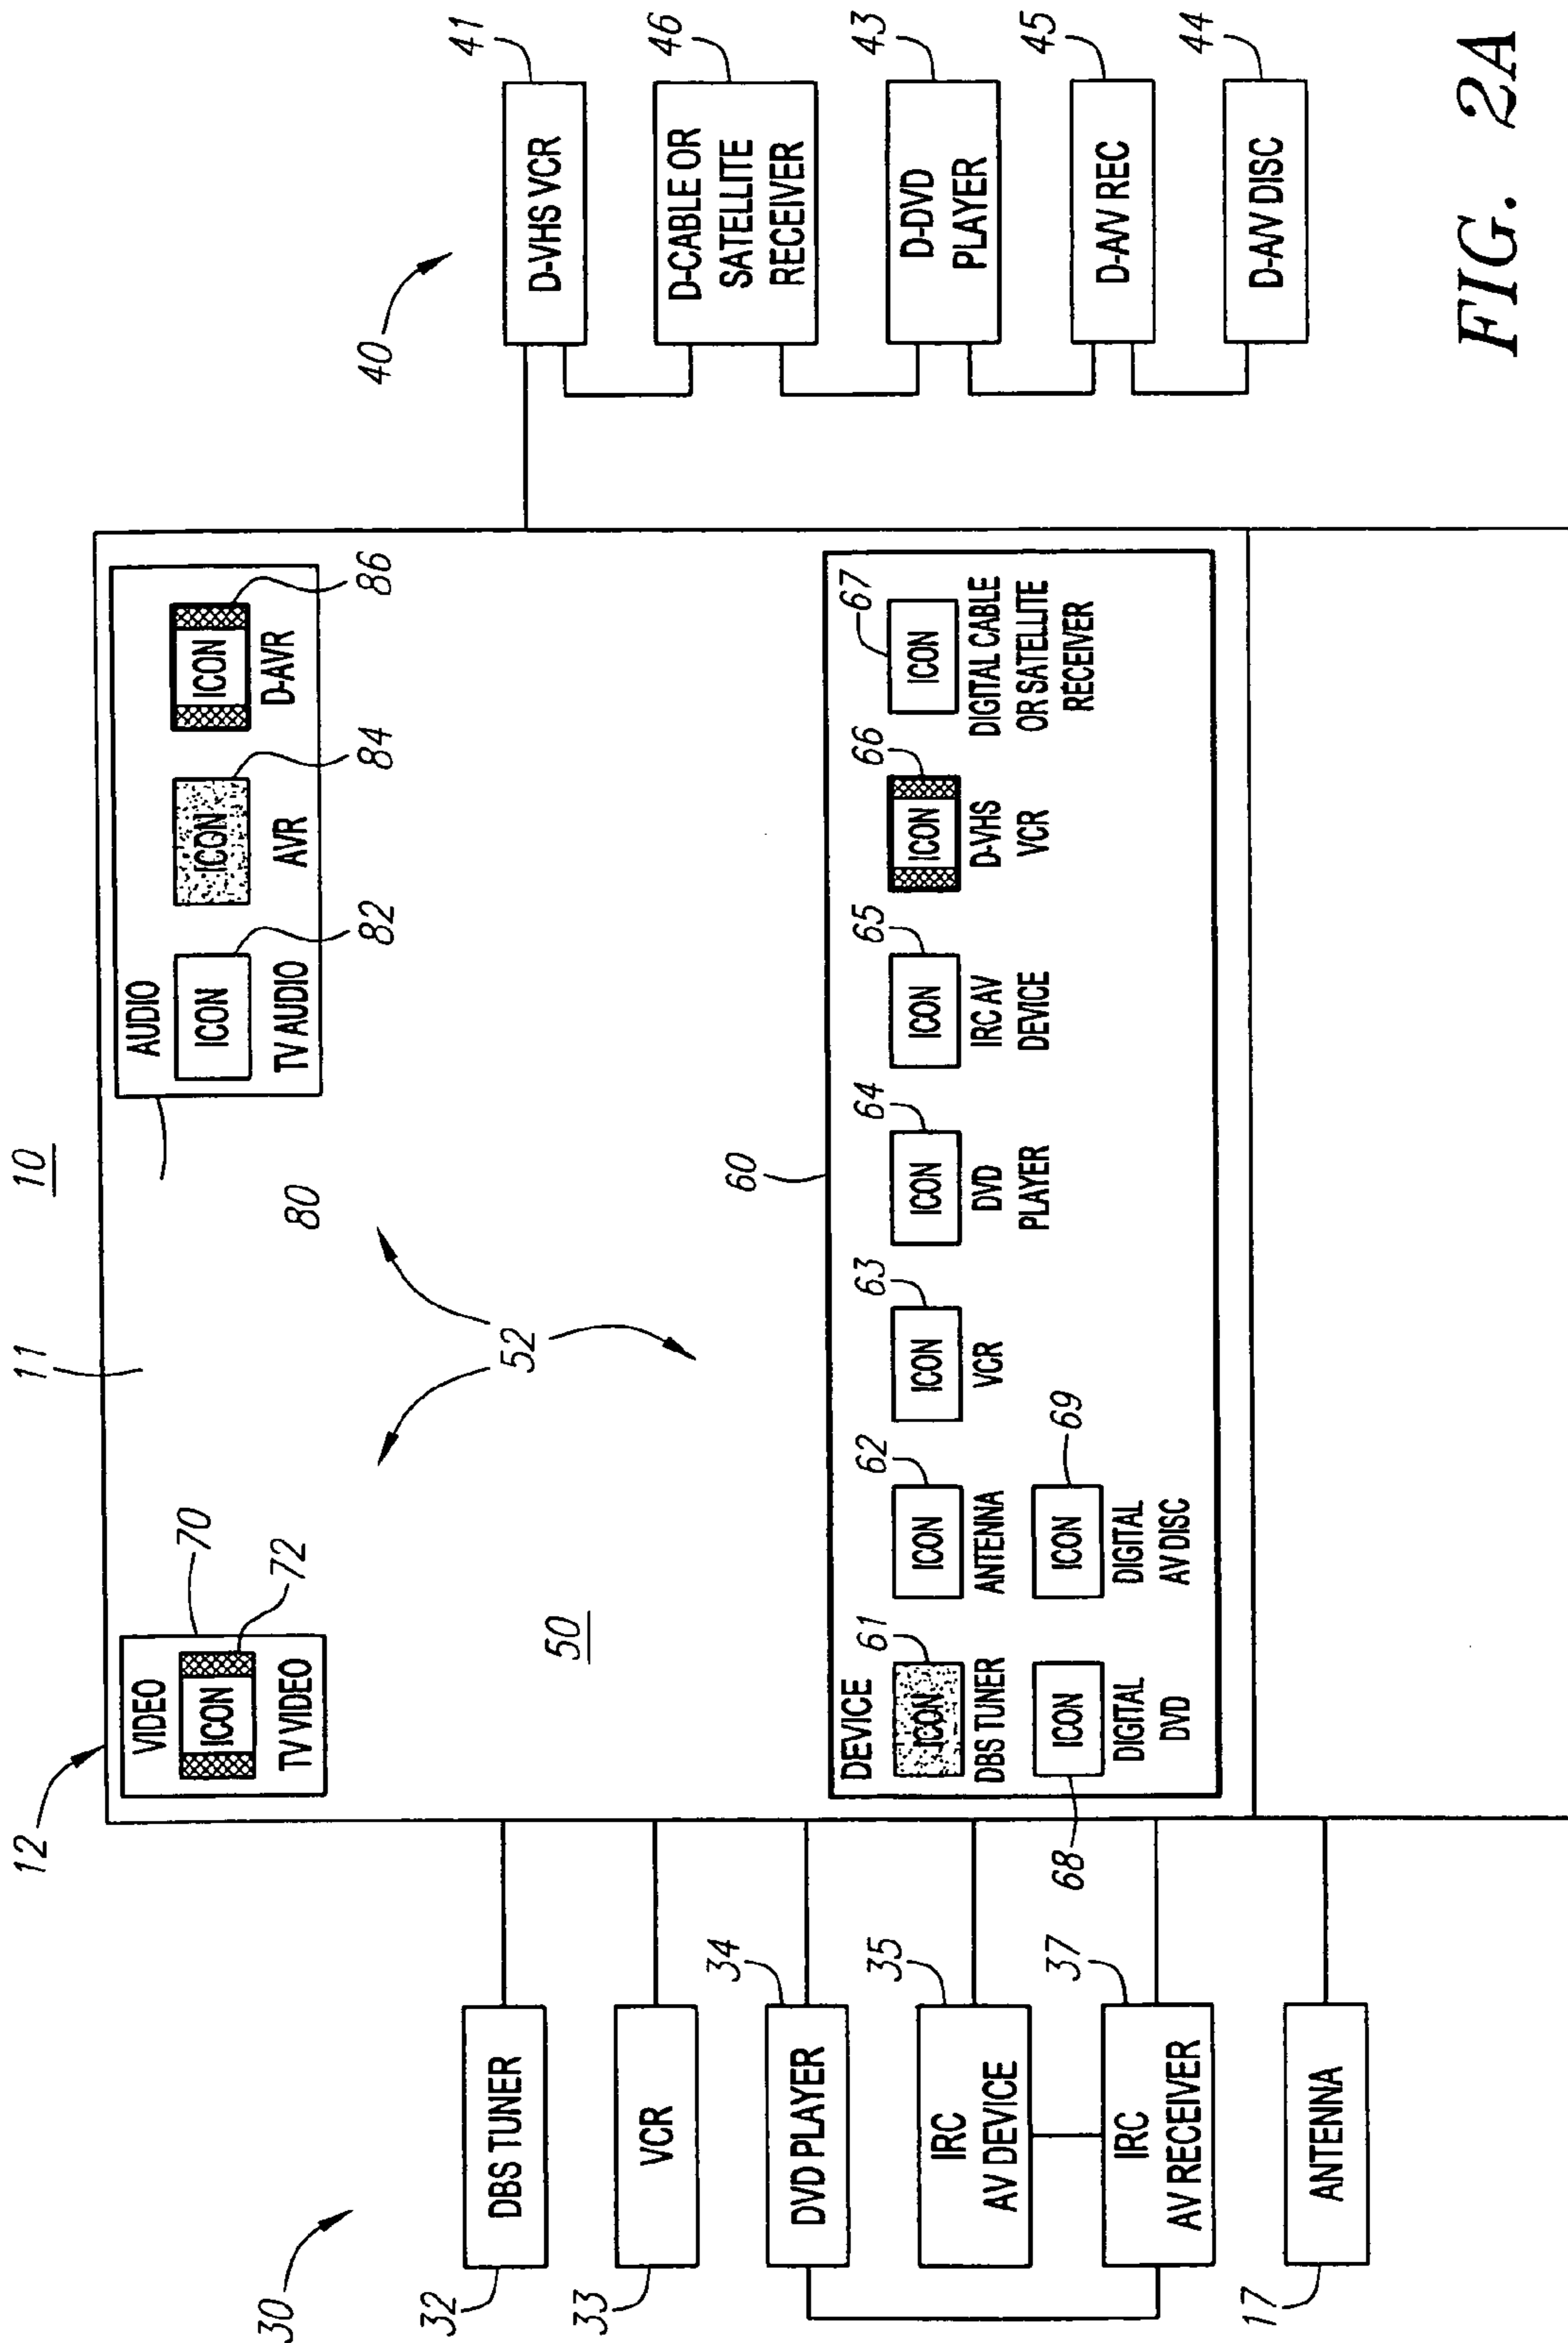 10
12
11
VIDEO
ICON
TV VIDEO
70
72
AUDIO
ICON
TV AUDIO
82
ICON
AVR
84
ICON
D-AVR
86
80
52
50
60
DEVICE
61
ICON
DBS TUNER
62
ICON
ANTENNA
63
ICON
VCR
64
ICON
DVD
PLAYER
65
ICON
IRC AV
DEVICE
66
ICON
D-VHS
VCR
67
ICON
DIGITAL CABLE
OR SATELLITE
RECEIVER
68
ICON
DIGITAL
DVD
69
ICON
DIGITAL
AV DISC
30
32
DBS TUNER
33
VCR
34
DVD PLAYER
35
IRC
AV DEVICE
37
IRC
AV RECEIVER
17
ANTENNA
40
41
D-VHS VCR
46
D-CABLE OR
SATELLITE
RECEIVER
43
D-DVD
PLAYER
45
D-A/V REC
44
D-A/V DISC
FIG. 2A